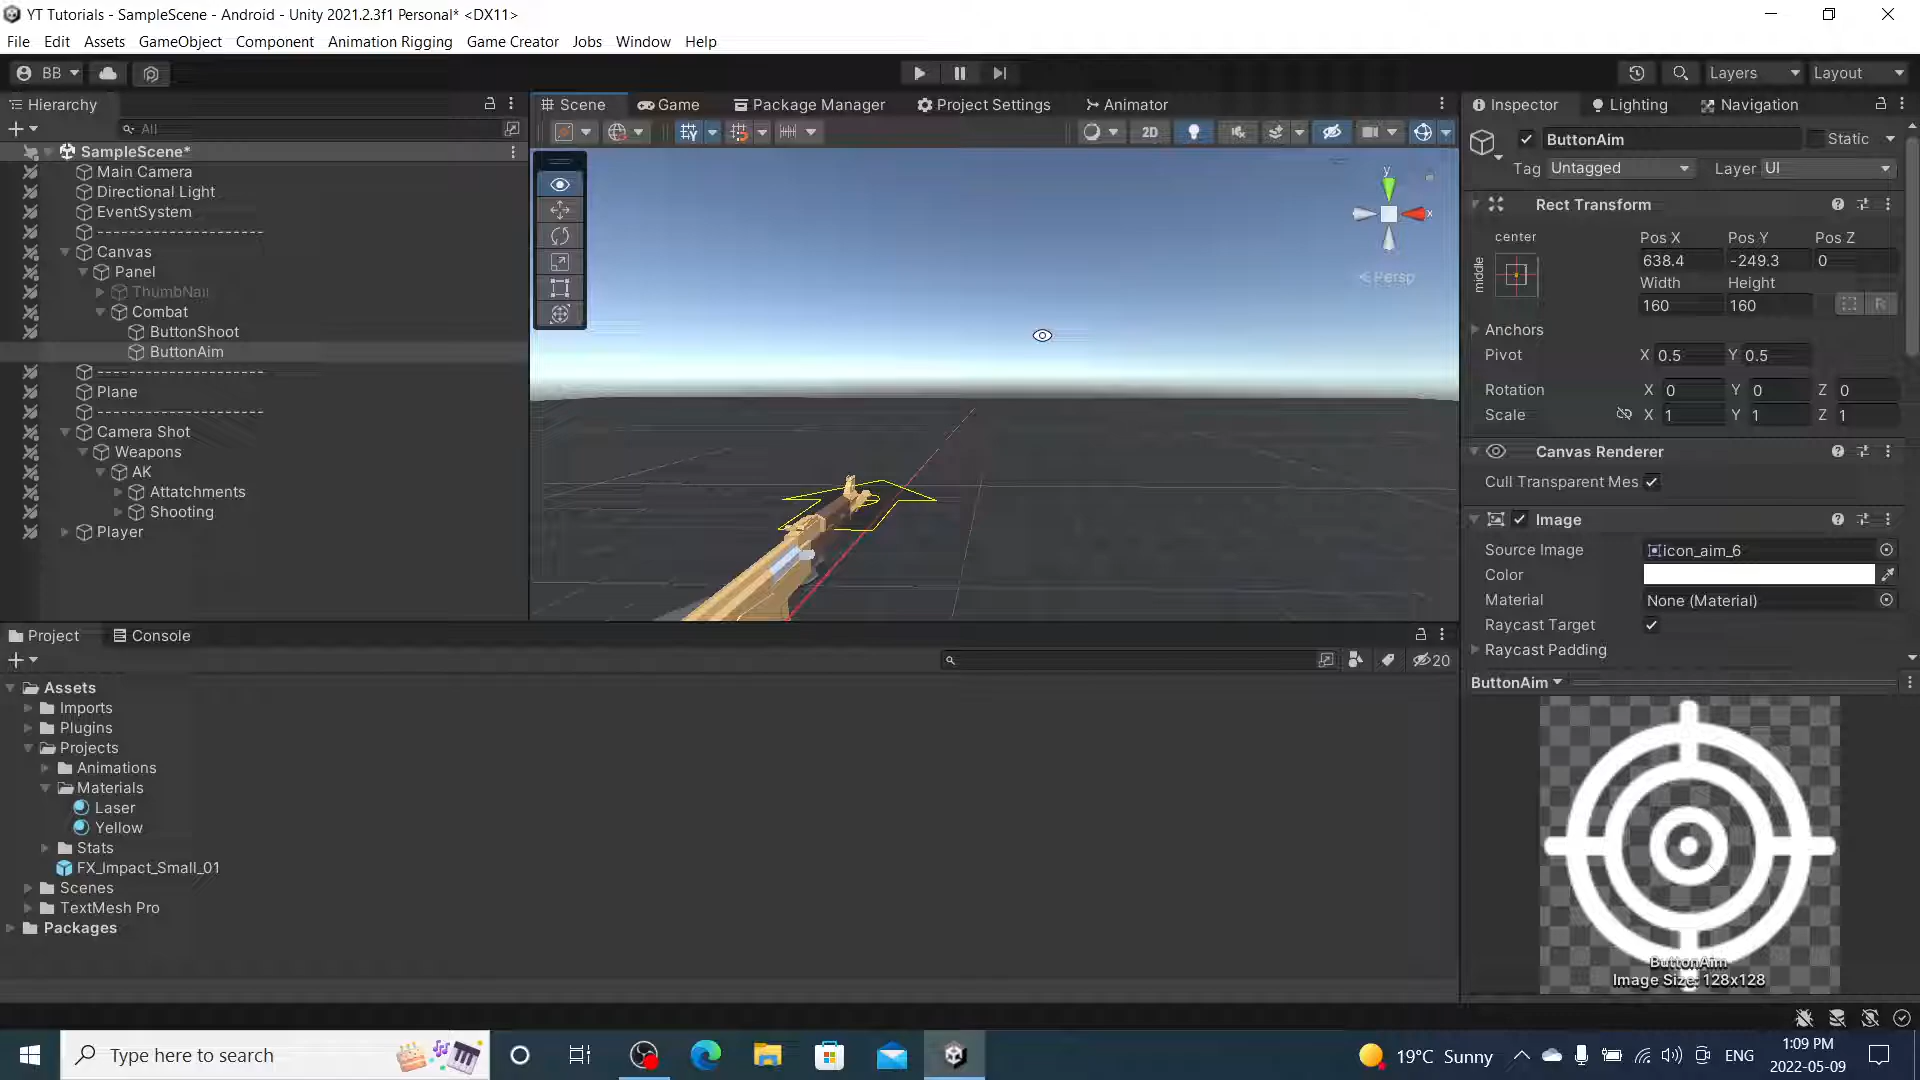 YT Tutorials - SampleScene - Android - Unity 2021.2.3f1 Personal* <DX11>
File Edit Assets GameObject Component Animation Rigging Game Creator Jobs Window Help
BB Layers Layout
Hierarchy
All
SampleScene*
Main Camera
Directional Light
EventSystem
---------------------
Canvas
Panel
ThumbNail
Combat
ButtonShoot
ButtonAim
---------------------
Plane
---------------------
Camera Shot
Weapons
AK
Attatchments
Shooting
Player
Scene Game Package Manager Project Settings Animator
2D
y
x
Persp
Inspector Lighting Navigation
ButtonAim Static
Tag Untagged Layer UI
Rect Transform
center
middle
Pos X Pos Y Pos Z
638.4 -249.3 0
Width Height
160 160
R
Anchors
Pivot X 0.5 Y 0.5
Rotation X 0 Y 0 Z 0
Scale X 1 Y 1 Z 1
Canvas Renderer
Cull Transparent Mes
Image
Source Image icon_aim_6
Color
Material None (Material)
Raycast Target
Raycast Padding
ButtonAim
ButtonAim
Image Size: 128x128
Project Console
20
Assets
Imports
Plugins
Projects
Animations
Materials
Laser
Yellow
Stats
FX_Impact_Small_01
Scenes
TextMesh Pro
Packages
Type here to search
19°C Sunny
ENG
1:09 PM
2022-05-09